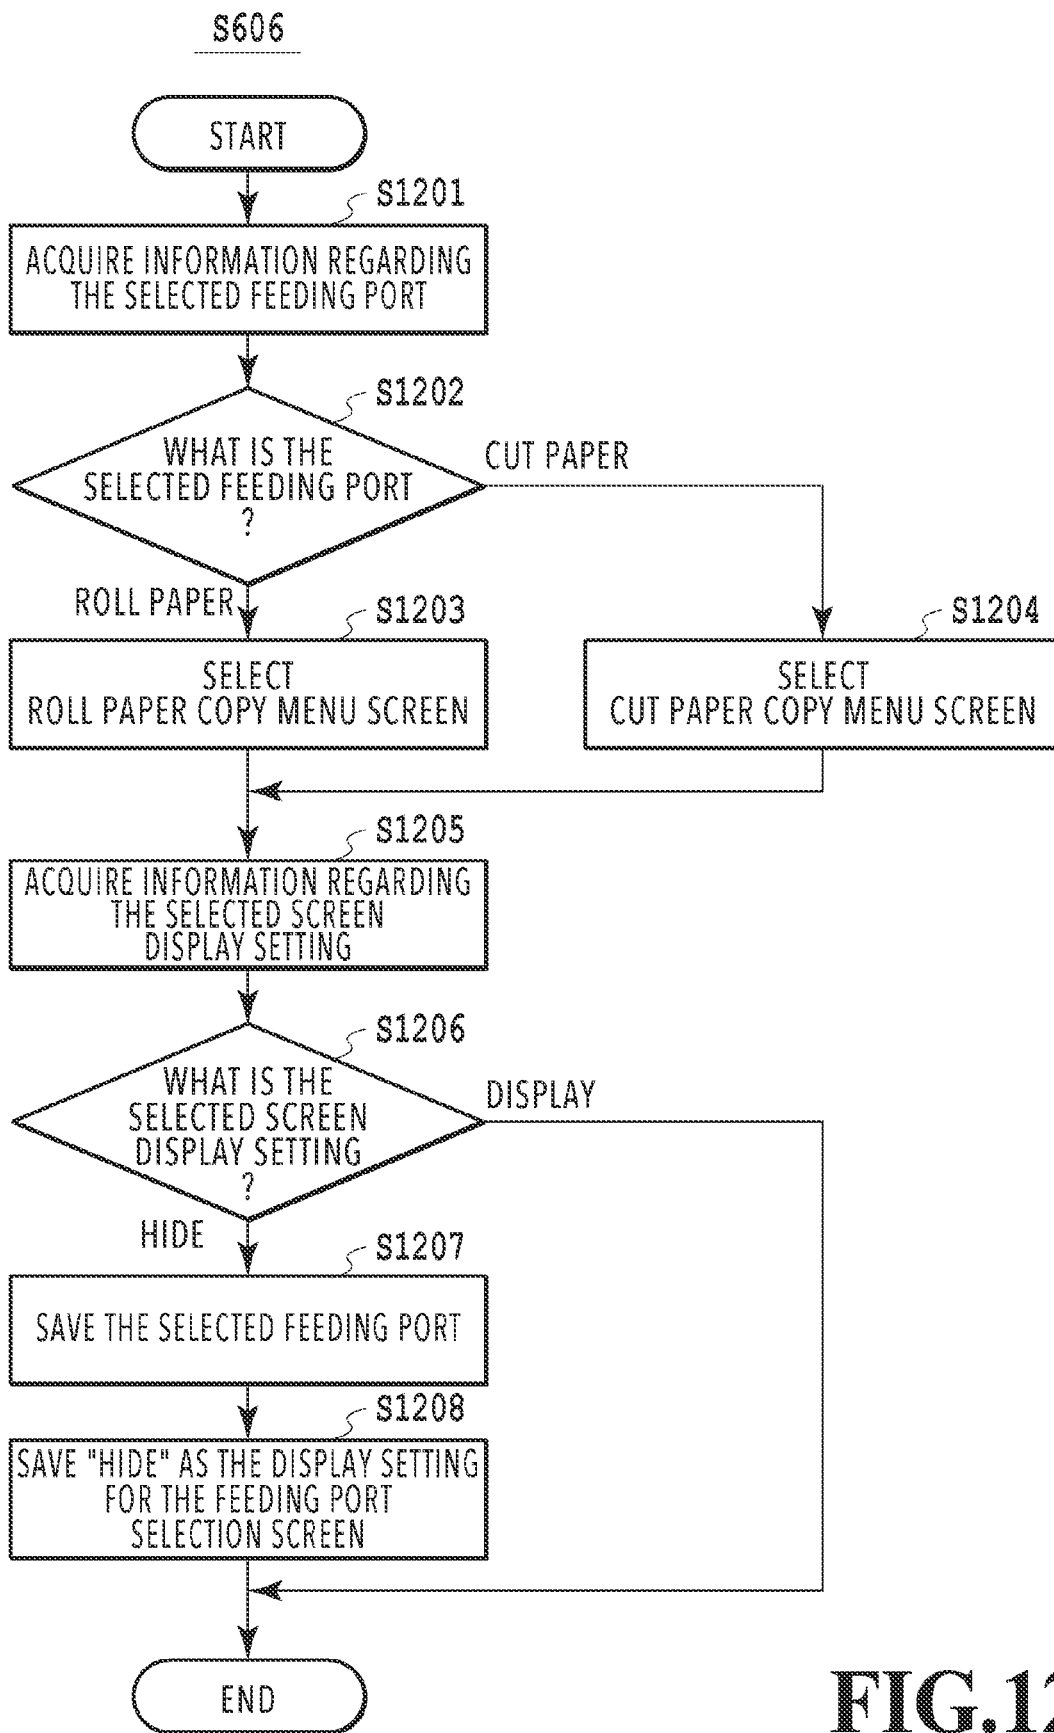 S606
START
S1201
ACQUIRE INFORMATION REGARDING
THE SELECTED FEEDING PORT
S1202
WHAT IS THE
SELECTED FEEDING PORT
?
CUT PAPER
ROLL PAPER
S1203
SELECT
ROLL PAPER COPY MENU SCREEN
S1204
SELECT
CUT PAPER COPY MENU SCREEN
S1205
ACQUIRE INFORMATION REGARDING
THE SELECTED SCREEN
DISPLAY SETTING
S1206
WHAT IS THE
SELECTED SCREEN
DISPLAY SETTING
?
DISPLAY
HIDE
S1207
SAVE THE SELECTED FEEDING PORT
S1208
SAVE "HIDE" AS THE DISPLAY SETTING
FOR THE FEEDING PORT
SELECTION SCREEN
END
FIG.12